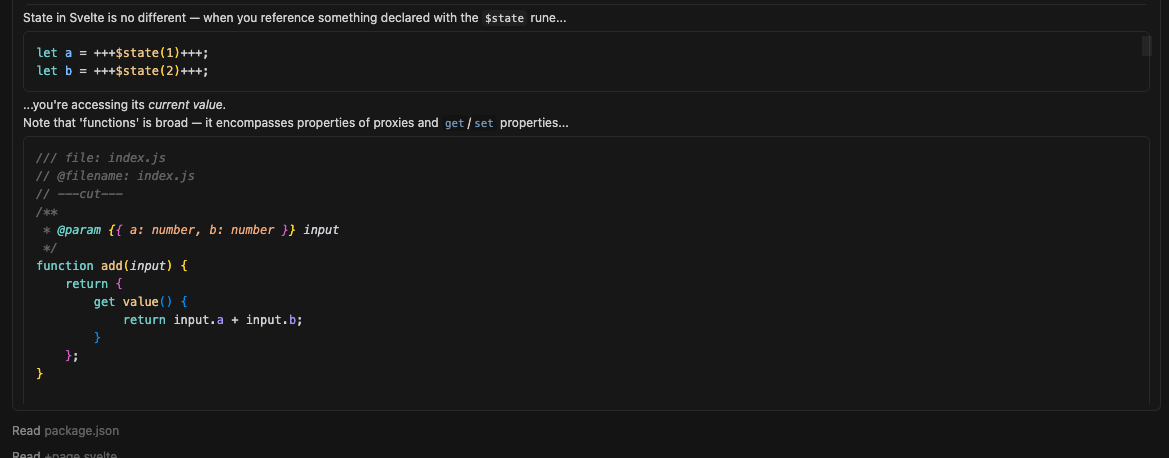 State in Svelte is no different — when you reference something declared with the $state rune...
let a = +++$state(1)+++;
let b = +++$state(2)+++;
...you're accessing its current value.
Note that 'functions' is broad — it encompasses properties of proxies and get/set properties...
/// file: index.js
// @filename: index.js
// ---cut---
/**
 * @param {{ a: number, b: number }} input
 */
function add(input) {
    return {
        get value() {
            return input.a + input.b;
        }
    };
}
Read package.json
Read +page.svelte